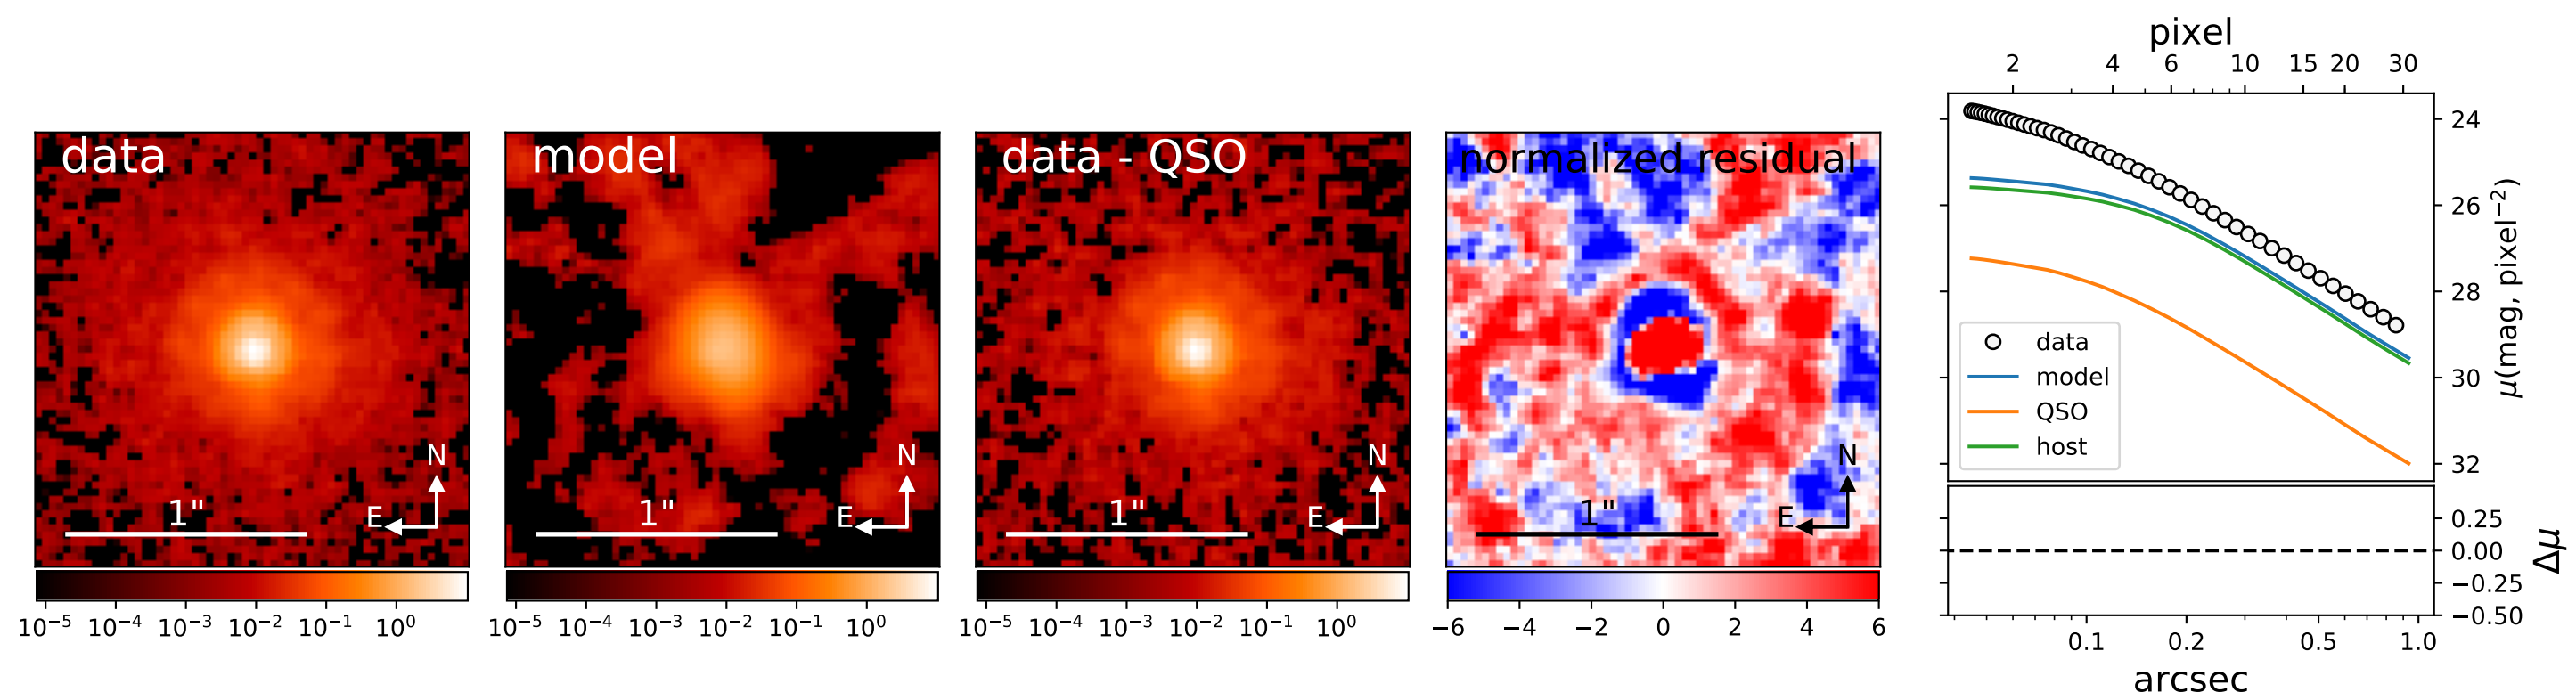 data
1"
N
E
10⁻⁵ 10⁻⁴ 10⁻³ 10⁻² 10⁻¹ 10⁰
model
1"
N
E
10⁻⁵ 10⁻⁴ 10⁻³ 10⁻² 10⁻¹ 10⁰
data - QSO
1"
N
E
10⁻⁵ 10⁻⁴ 10⁻³ 10⁻² 10⁻¹ 10⁰
normalized residual
1"
N
E
−6 −4 −2 0 2 4 6
pixel
2 4 6 10 15 20 30
24
26
28
30
32
μ(mag, pixel⁻²)
data
model
QSO
host
0.25
0.00
−0.25
−0.50
Δμ
0.1 0.2 0.5 1.0
arcsec